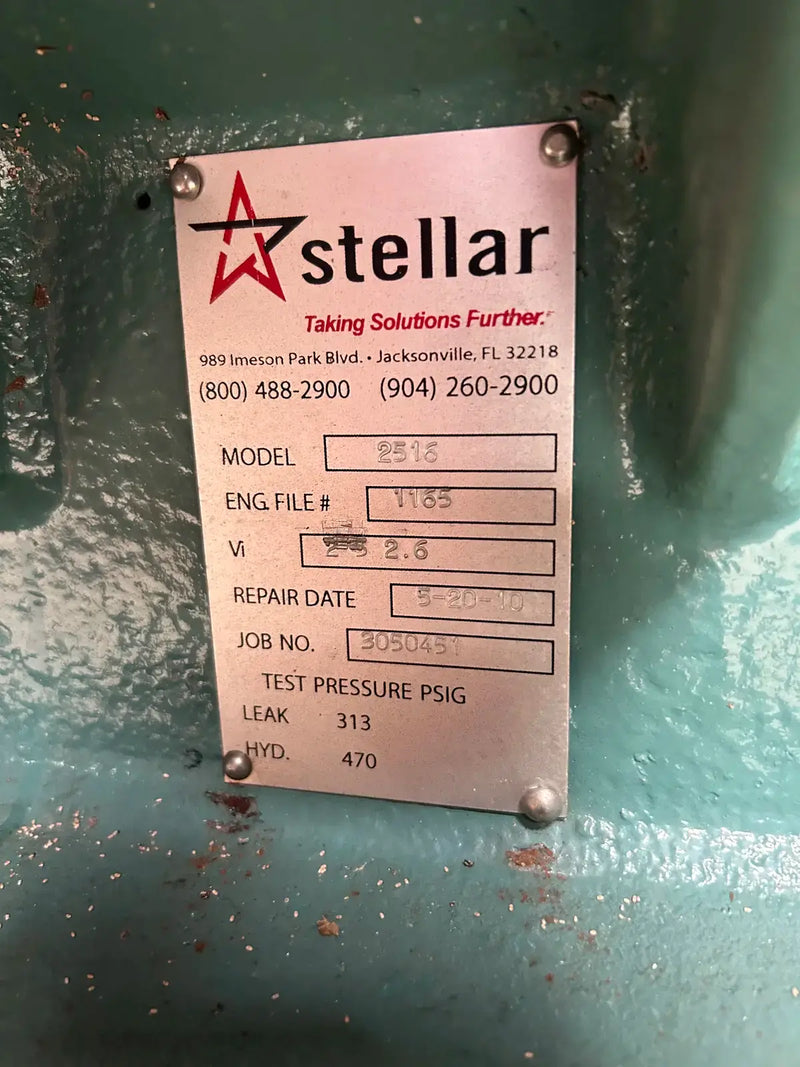 stellar
Taking Solutions Further.
989 Imeson Park Blvd. • Jacksonville, FL 32218
(800) 488-2900 (904) 260-2900
MODEL 2516
ENG. FILE # 1165
Vi 2.6
REPAIR DATE 5-20-10
JOB NO. 3050451
TEST PRESSURE PSIG
LEAK 313
HYD. 470